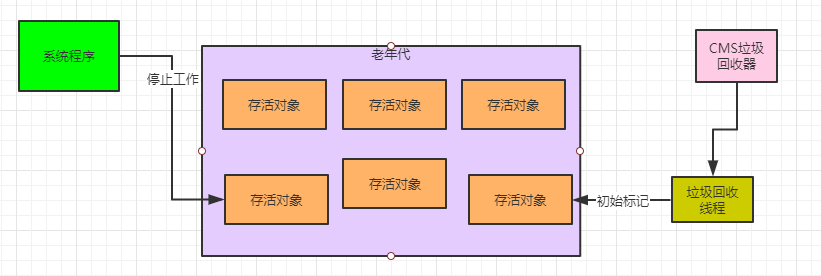 系统程序
停止工作
老年代
存活对象
存活对象
存活对象
存活对象
存活对象
存活对象
初始标记
CMS垃圾
回收器
垃圾回收
线程